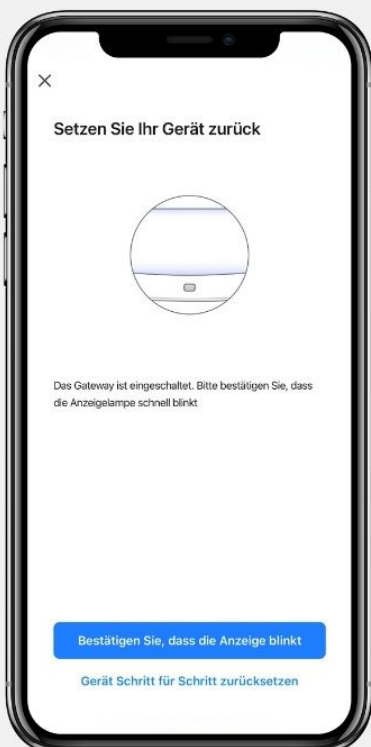 Setzen Sie Ihr Gerät zurück
Das Gateway ist eingeschaltet. Bitte bestätigen Sie, dass
die Anzeigelampe schnell blinkt
Bestätigen Sie, dass die Anzeige blinkt
Gerät Schritt für Schritt zurücksetzen